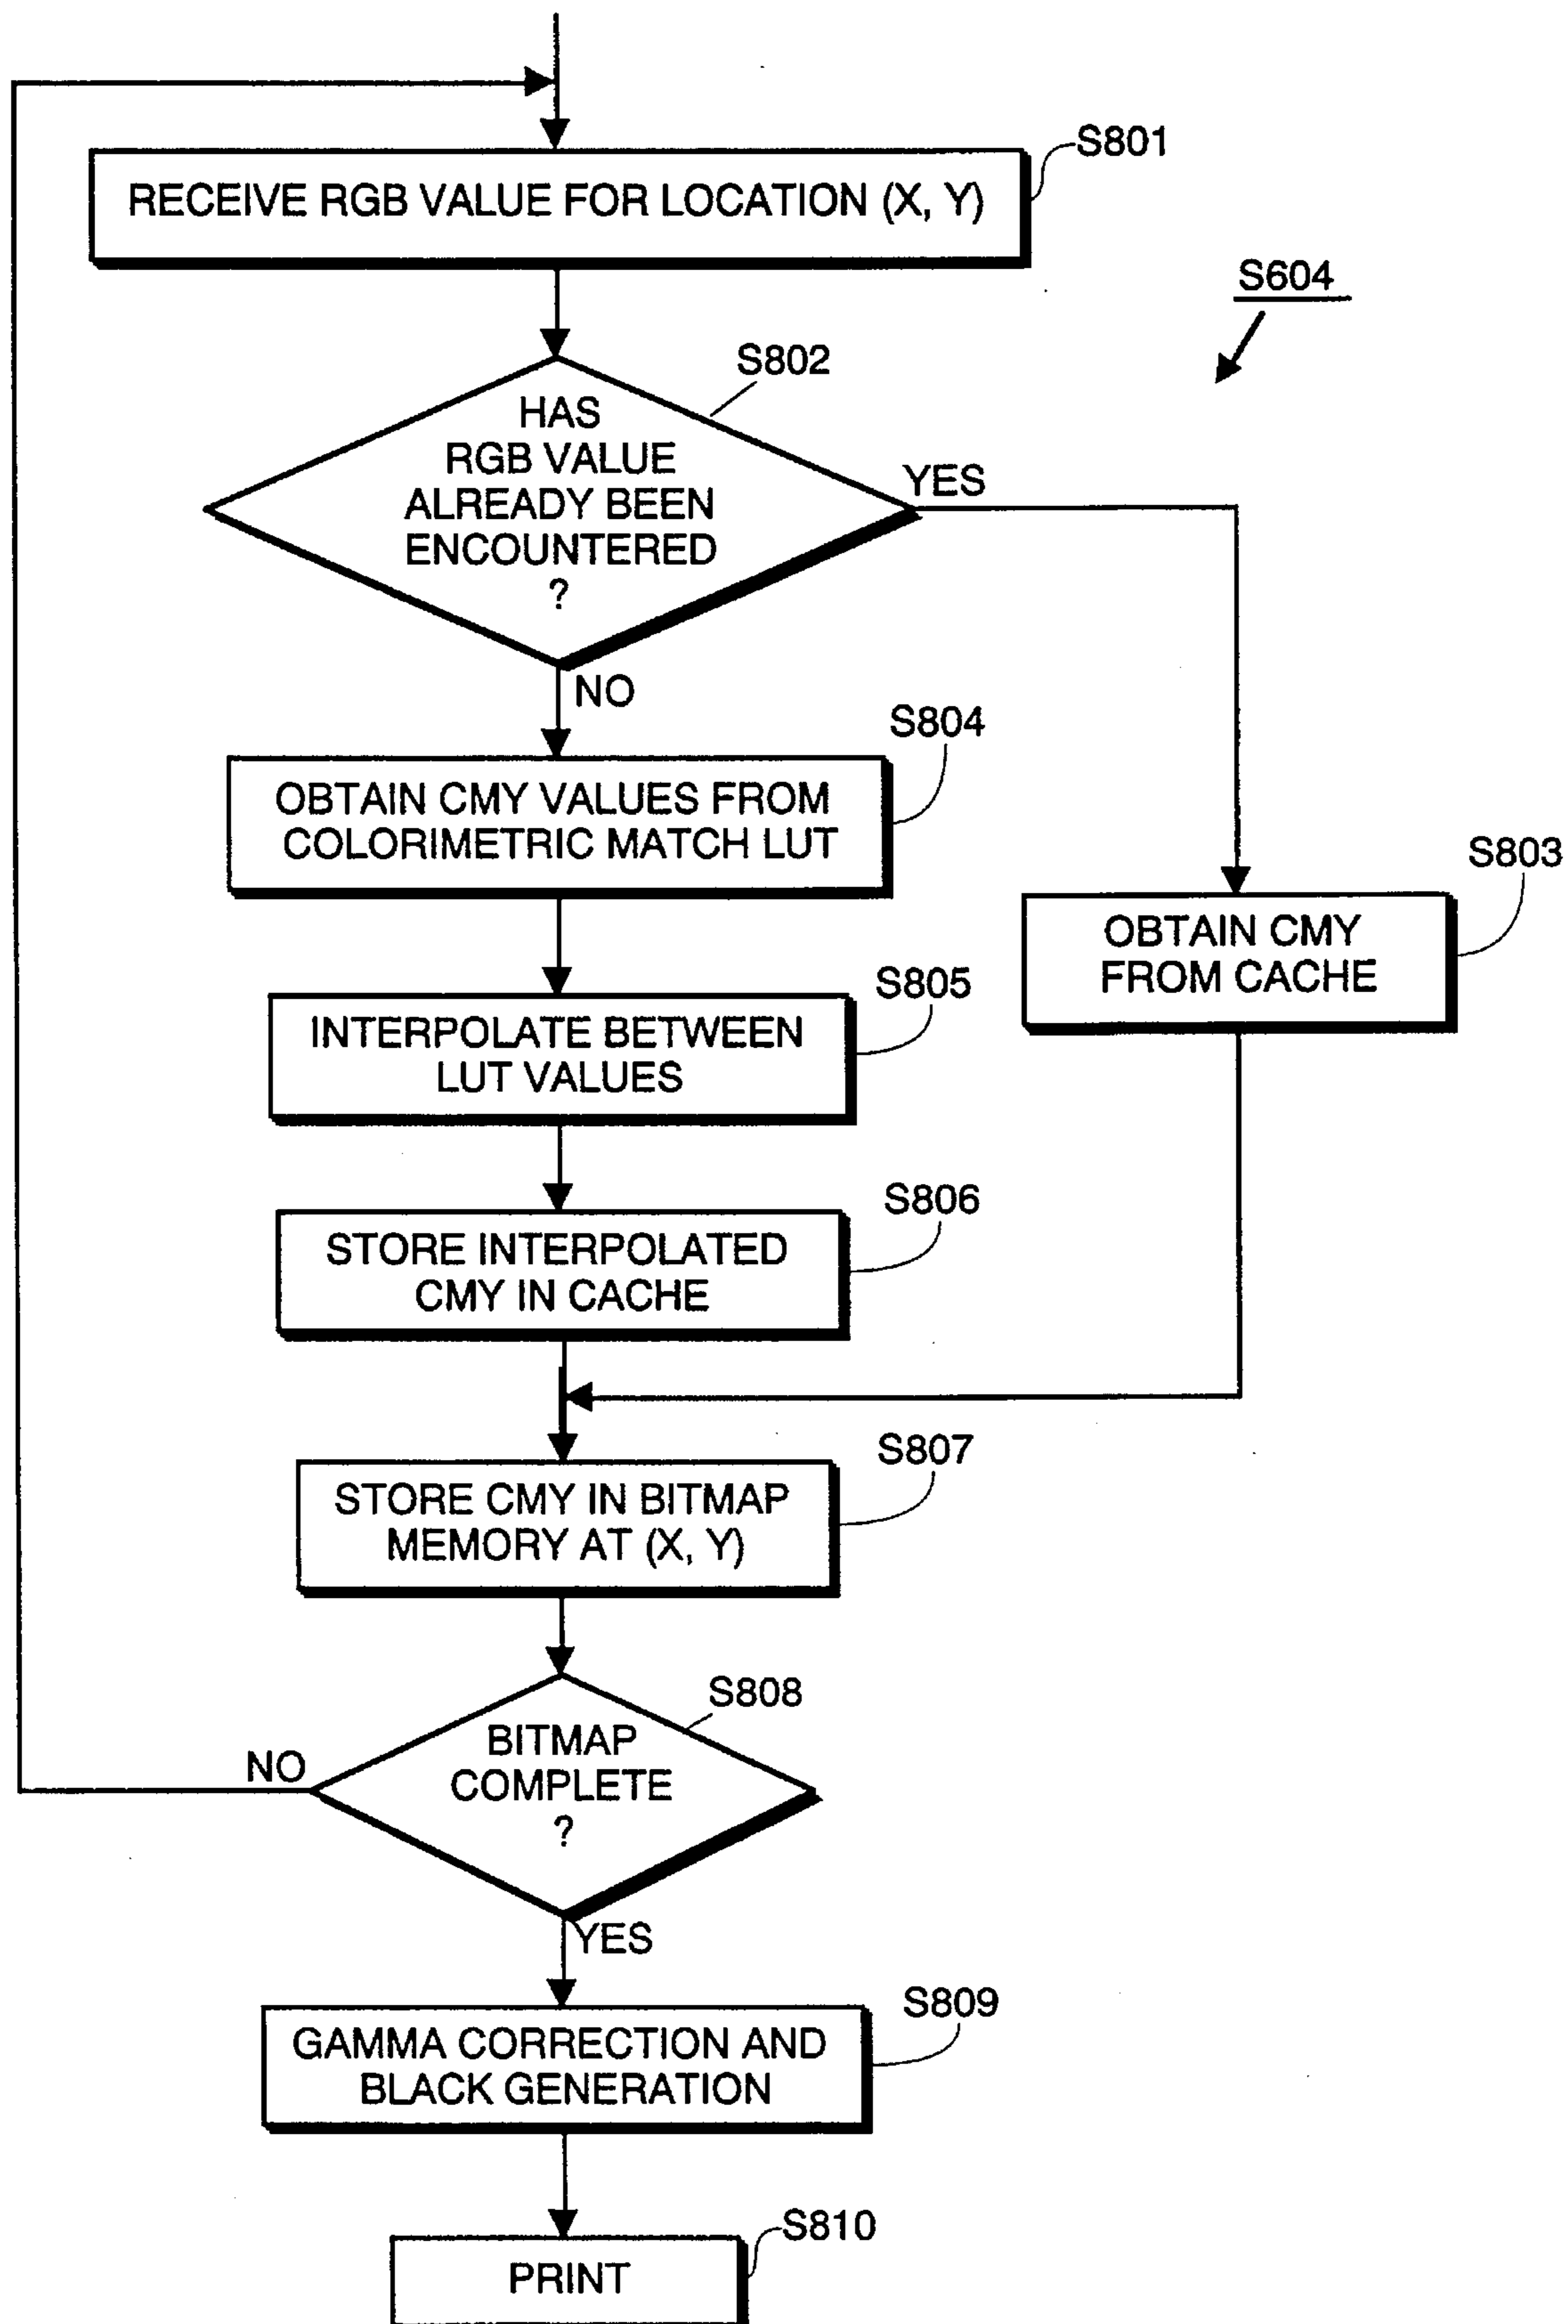 S801
RECEIVE RGB VALUE FOR LOCATION (X, Y)
S604
S802
HAS
RGB VALUE
ALREADY BEEN
ENCOUNTERED
?
YES
NO
S804
OBTAIN CMY VALUES FROM
COLORIMETRIC MATCH LUT
S803
OBTAIN CMY
FROM CACHE
S805
INTERPOLATE BETWEEN
LUT VALUES
S806
STORE INTERPOLATED
CMY IN CACHE
S807
STORE CMY IN BITMAP
MEMORY AT (X, Y)
S808
BITMAP
COMPLETE
?
NO
YES
S809
GAMMA CORRECTION AND
BLACK GENERATION
S810
PRINT